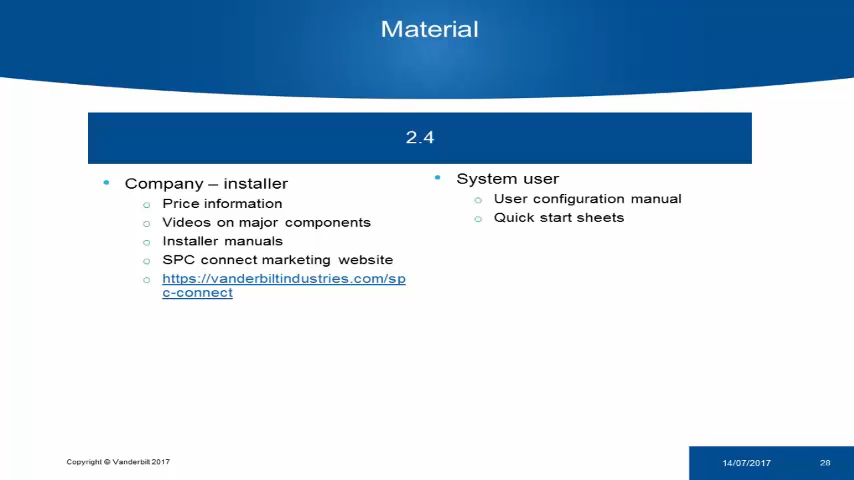 Material
2.4
• Company – installer
o Price information
o Videos on major components
o Installer manuals
o SPC connect marketing website
o https://vanderbiltindustries.com/sp
c-connect
• System user
o User configuration manual
o Quick start sheets
Copyright © Vanderbilt 2017
14/07/2017
28